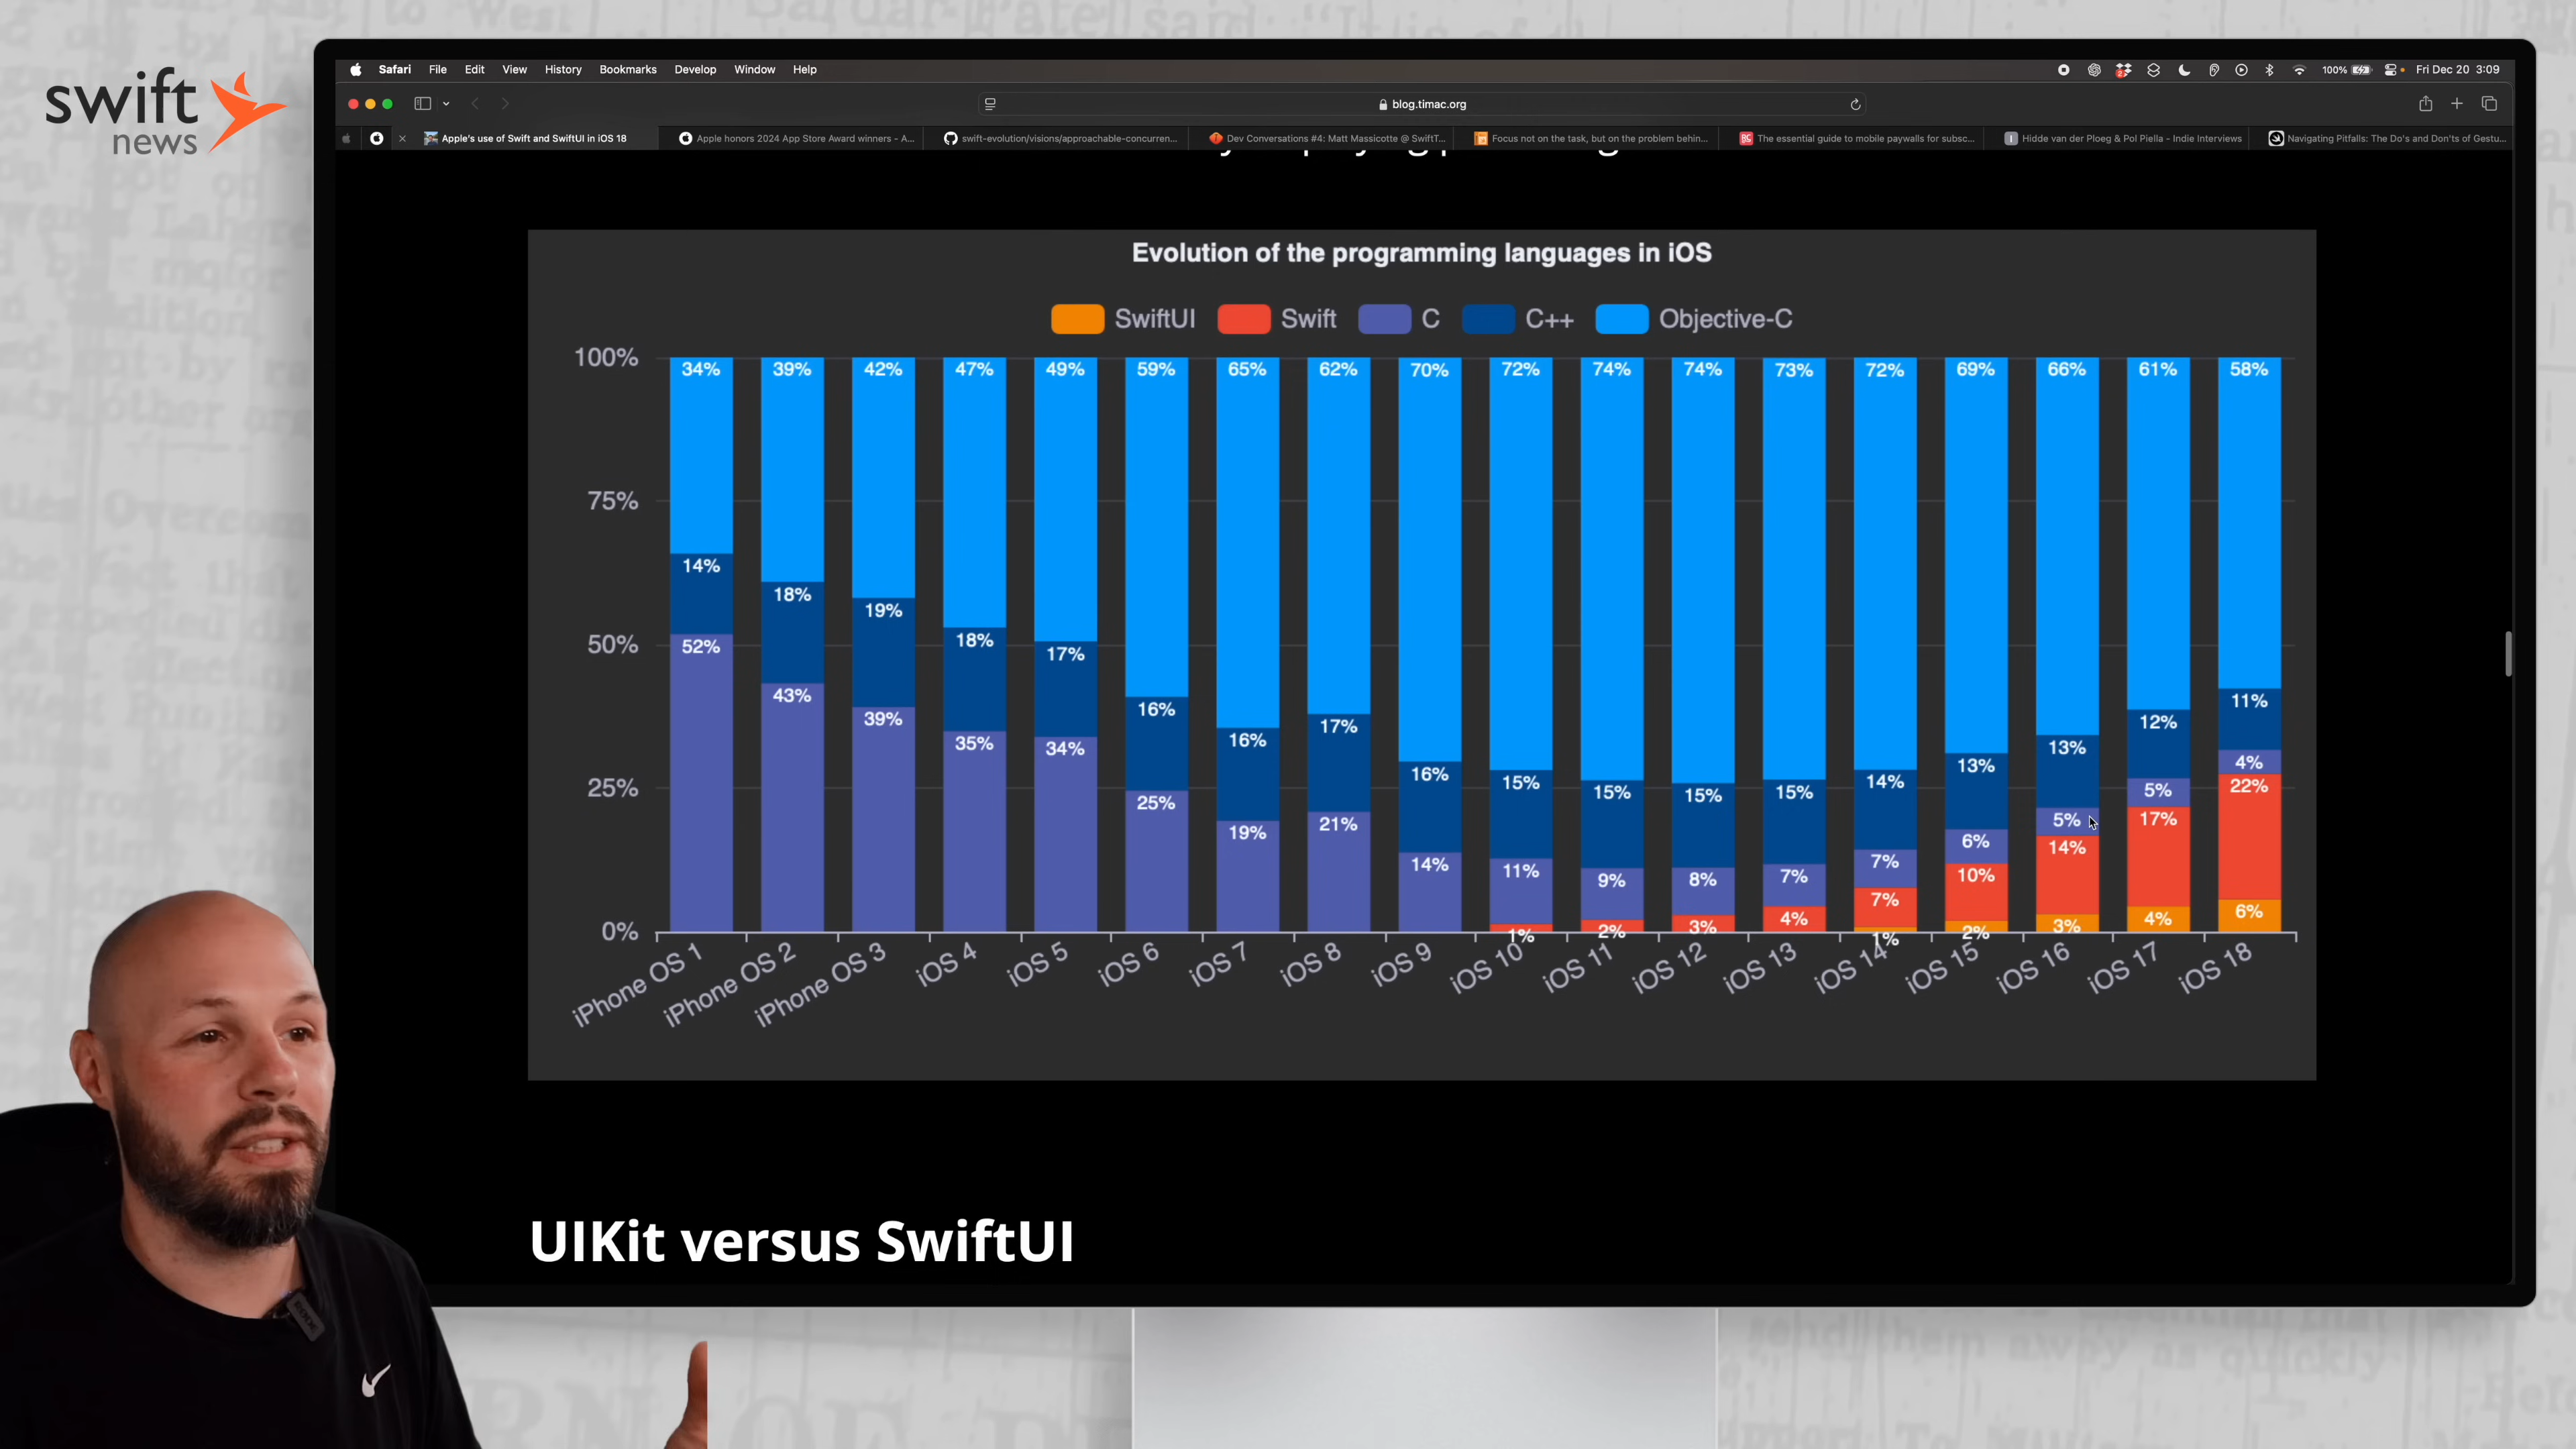 swift
news
Safari File Edit View History Bookmarks Develop Window Help
100% Fri Dec 20 3:09
blog.timac.org
Apple's use of Swift and SwiftUI in iOS 18
Apple honors 2024 App Store Award winners - A...
swift-evolution/visions/approachable-concurren...
Dev Conversations #4: Matt Massicotte @ SwiftT...
Focus not on the task, but on the problem behin...
The essential guide to mobile paywalls for subsc...
Hidde van der Ploeg & Pol Piella - Indie Interviews
Navigating Pitfalls: The Do's and Don'ts of Gestu...
Evolution of the programming languages in iOS
SwiftUI Swift C C++ Objective-C
100%
75%
50%
25%
0%
34% 39% 42% 47% 49% 59% 65% 62% 70% 72% 74% 74% 73% 72% 69% 66% 61% 58%
14% 18% 19% 18% 17% 16% 16% 17% 16% 15% 15% 15% 15% 14% 13% 13% 12% 11%
52% 43% 39% 35% 34% 25% 19% 21% 14% 11% 9% 8% 7% 7% 6% 5% 5% 4%
1% 2% 3% 4% 7% 10% 14% 17% 22%
1% 2% 3% 4% 6%
iPhone OS 1 iPhone OS 2 iPhone OS 3 iOS 4 iOS 5 iOS 6 iOS 7 iOS 8 iOS 9 iOS 10 iOS 11 iOS 12 iOS 13 iOS 14 iOS 15 iOS 16 iOS 17 iOS 18
UIKit versus SwiftUI